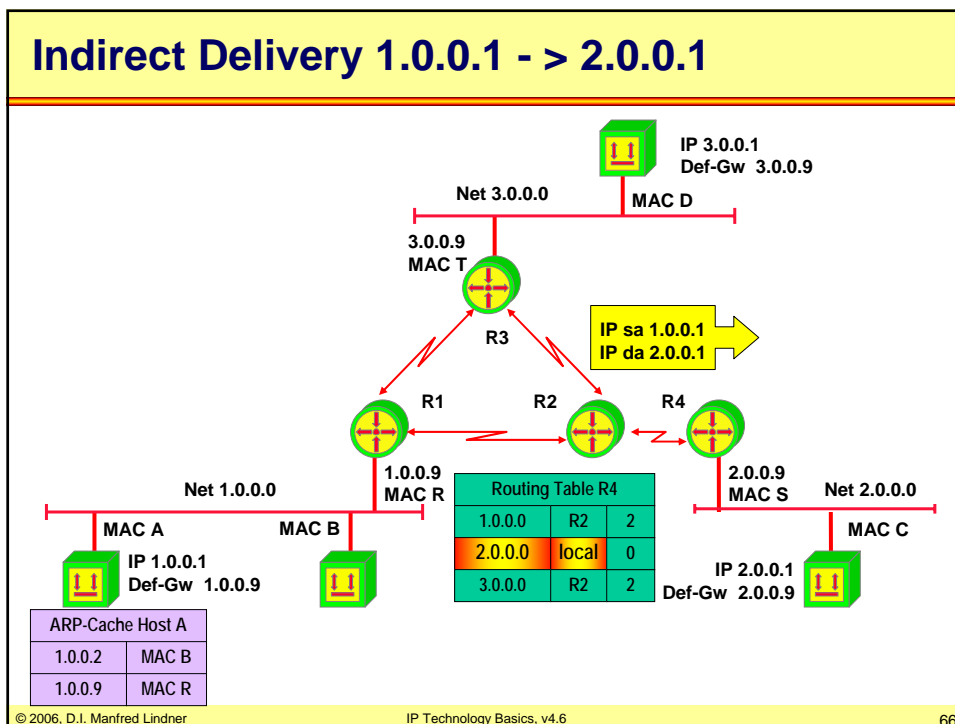 Indirect Delivery 1.0.0.1 - > 2.0.0.1
IP 3.0.0.1
Def-Gw 3.0.0.9
Net 3.0.0.0
MAC D
3.0.0.9
MAC T
R3
IP sa 1.0.0.1
IP da 2.0.0.1
R1
R2
R4
1.0.0.9
MAC R
2.0.0.9
MAC S
Net 1.0.0.0
Net 2.0.0.0
MAC A
MAC B
MAC C
Routing Table R4
1.0.0.0 R2 2
2.0.0.0 local 0
3.0.0.0 R2 2
IP 1.0.0.1
Def-Gw 1.0.0.9
IP 2.0.0.1
Def-Gw 2.0.0.9
ARP-Cache Host A
1.0.0.2 MAC B
1.0.0.9 MAC R
© 2006, D.I. Manfred Lindner
IP Technology Basics, v4.6
66